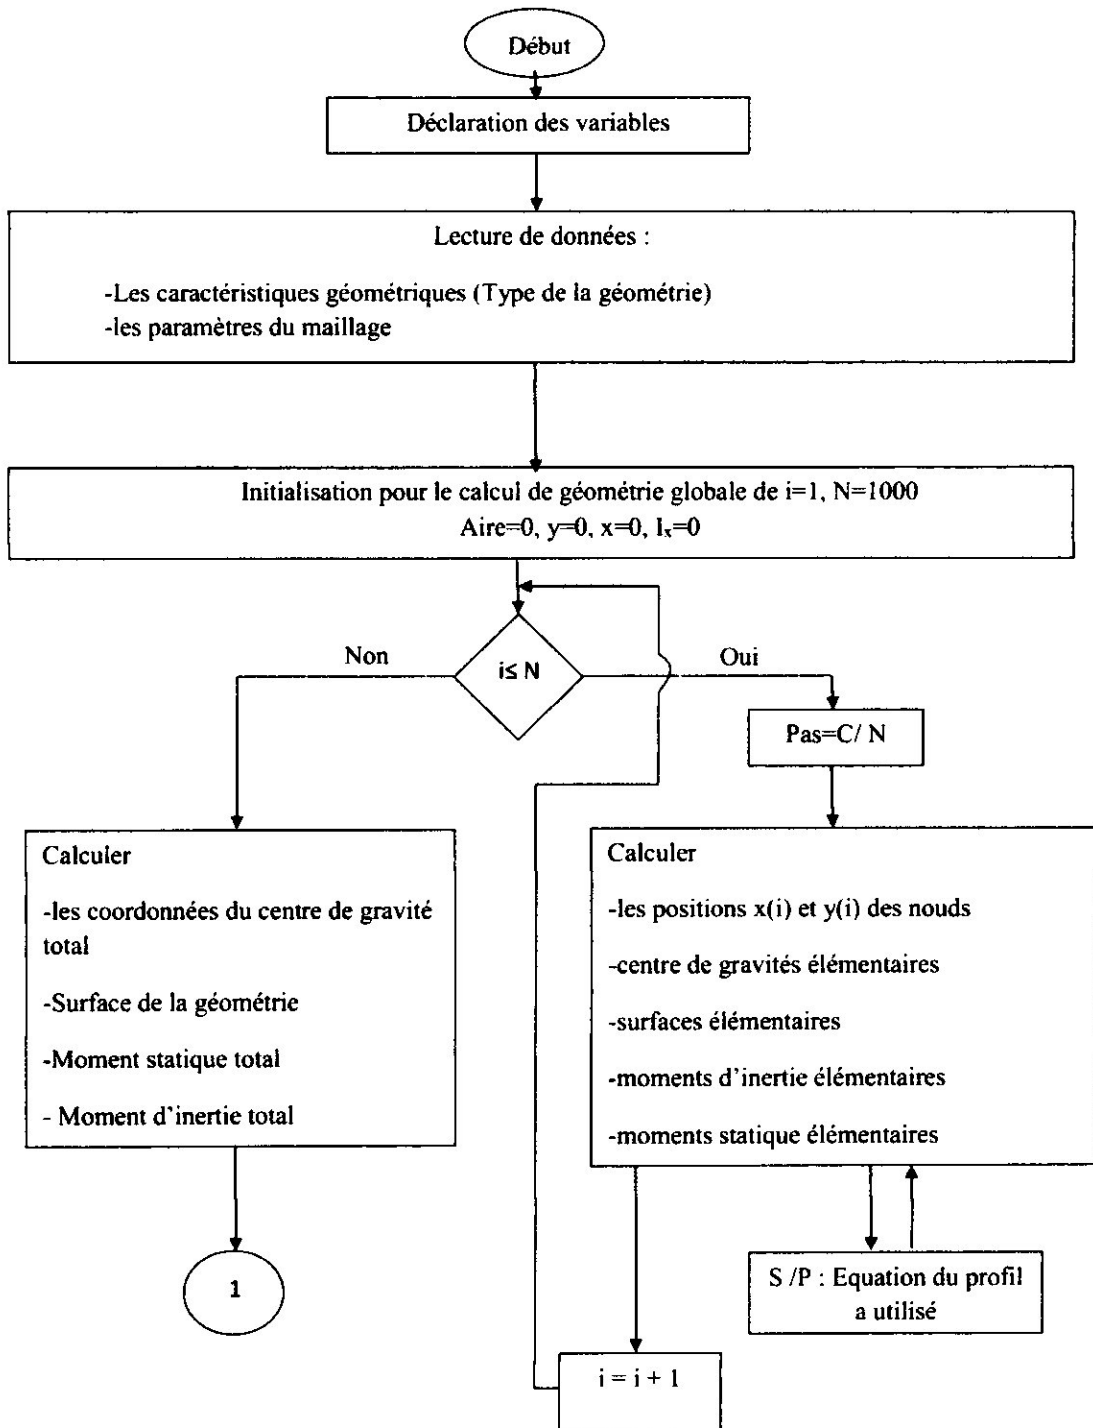 Début
Déclaration des variables
Lecture de données :
-Les caractéristiques géométriques (Type de la géométrie)
-les paramètres du maillage
Initialisation pour le calcul de géométrie globale de i=1, N=1000
Aire=0, y=0, x=0, Iₓ=0
i≤ N
Non
Oui
Pas=C/ N
Calculer
-les coordonnées du centre de gravité
total
-Surface de la géométrie
-Moment statique total
- Moment d'inertie total
1
Calculer
-les positions x(i) et y(i) des nouds
-centre de gravités élémentaires
-surfaces élémentaires
-moments d'inertie élémentaires
-moments statique élémentaires
S /P : Equation du profil
a utilisé
i = i + 1